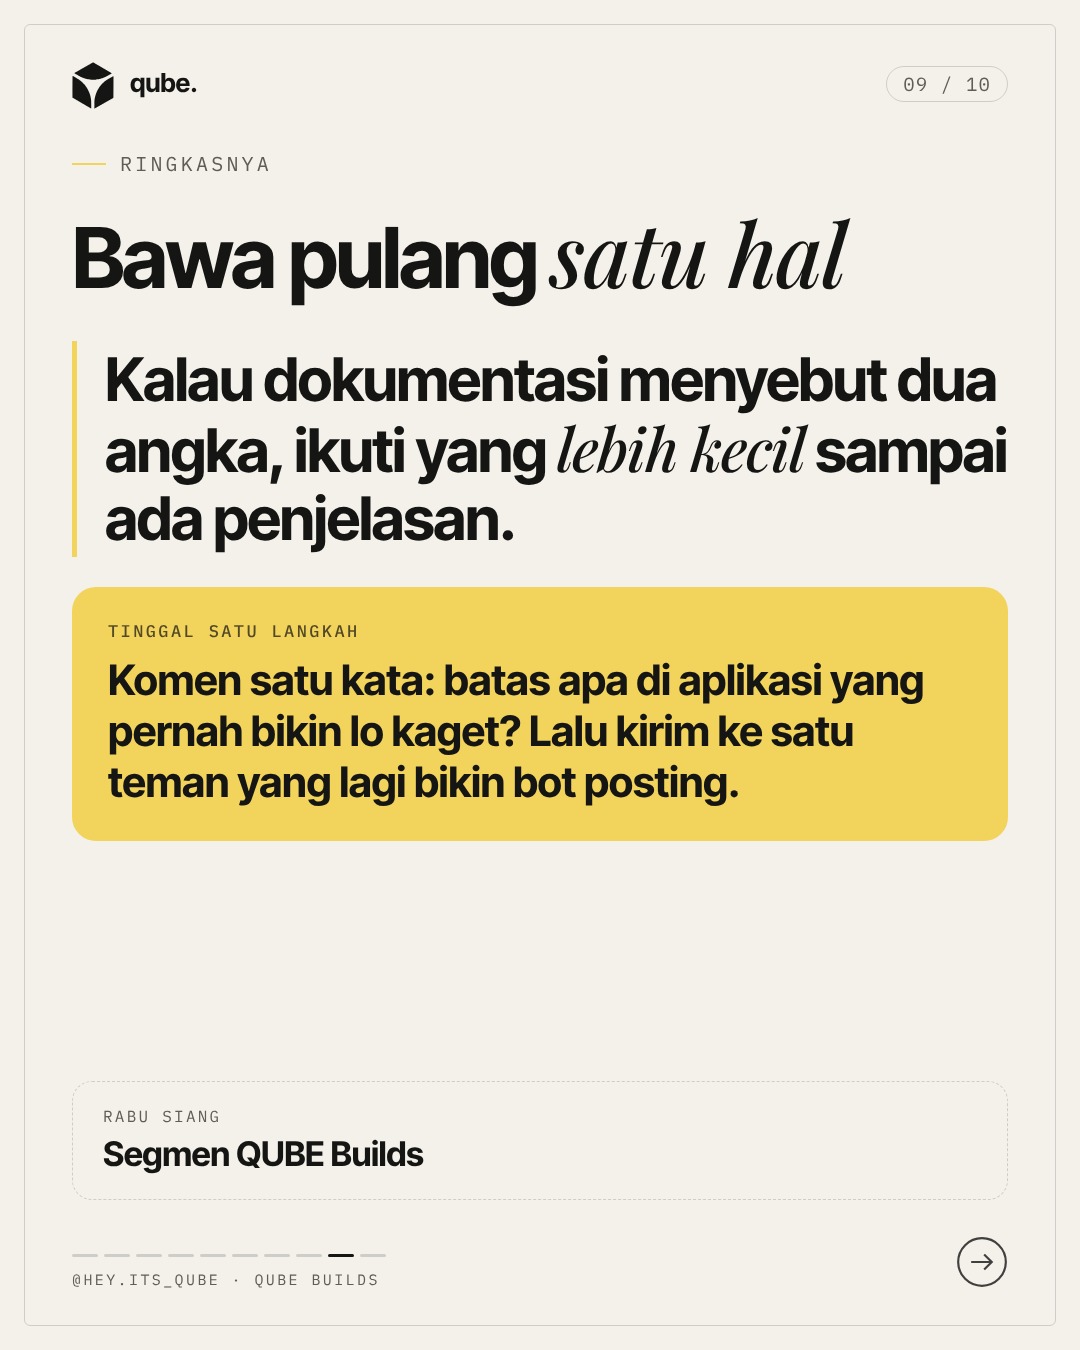 qube.
09 / 10
RINGKASNYA
Bawa pulang satu hal
Kalau dokumentasi menyebut dua
angka, ikuti yang lebih kecil sampai
ada penjelasan.
TINGGAL SATU LANGKAH
Komen satu kata: batas apa di aplikasi yang
pernah bikin lo kaget? Lalu kirim ke satu
teman yang lagi bikin bot posting.
RABU SIANG
Segmen QUBE Builds
@HEY.ITS_QUBE · QUBE BUILDS